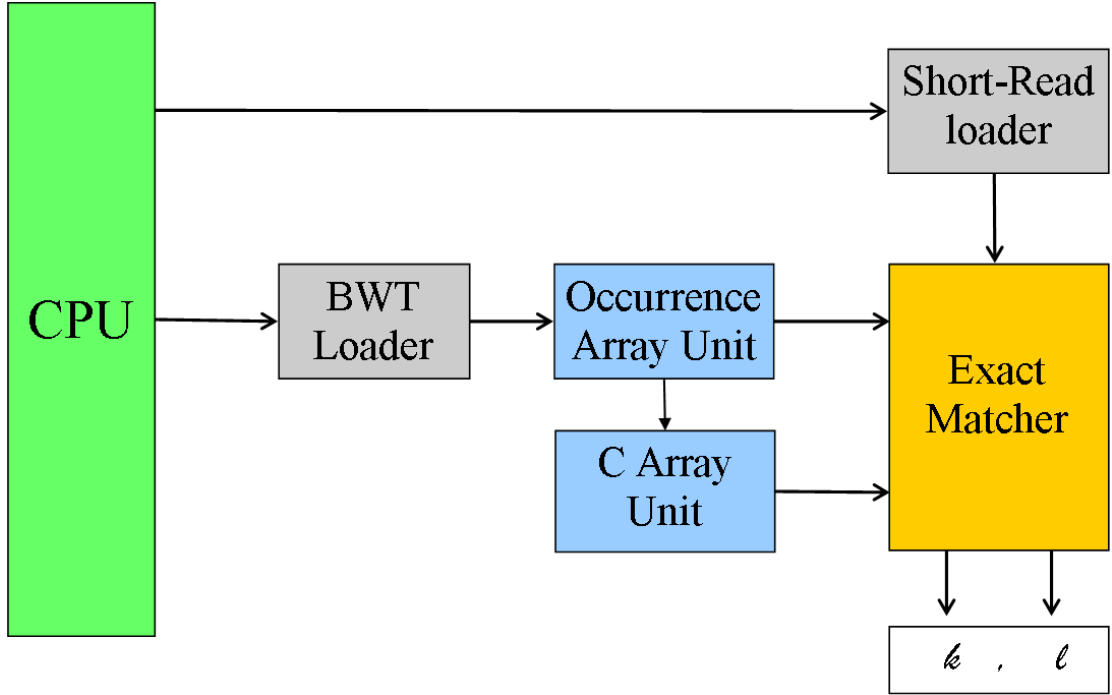 Short-Read
loader
CPU
BWT
Loader
Occurrence
Array Unit
Exact
Matcher
C Array
Unit
k , l